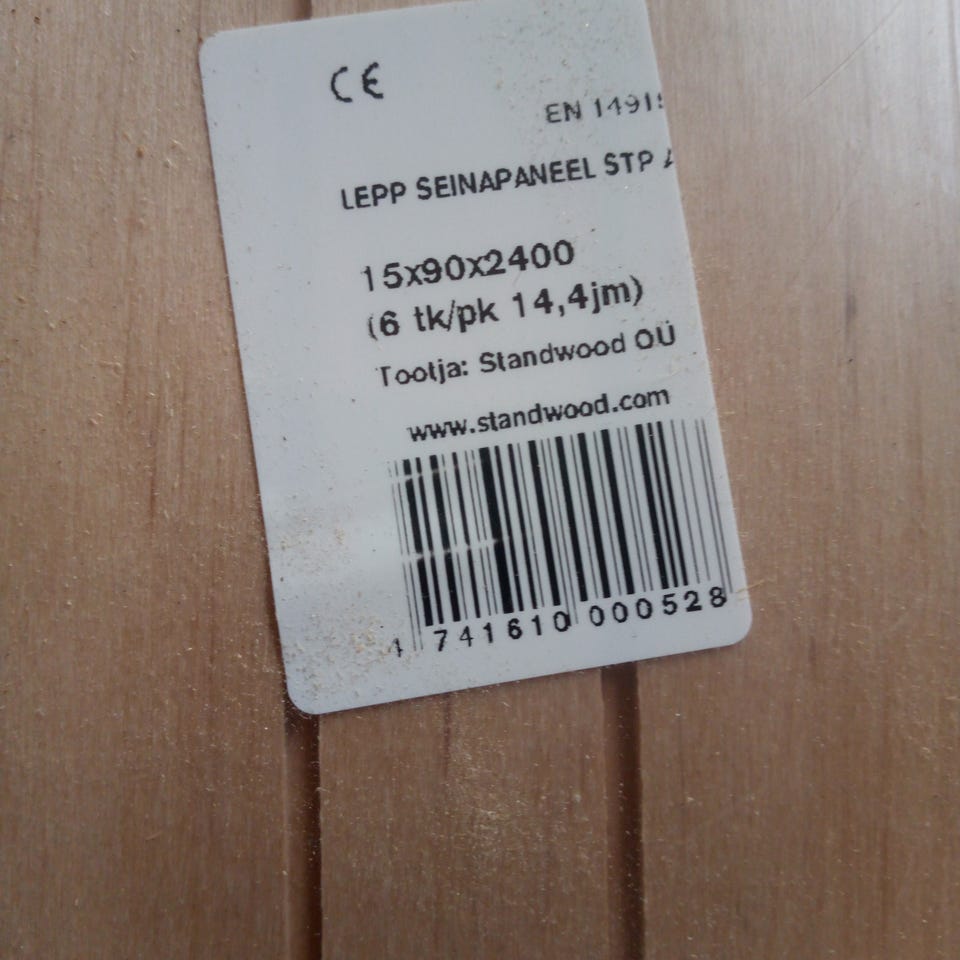 CE
EN 1491
LEPP SEINAPANEEL STP
15x90x2400
(6 tk/pk 14,4jm)
Tootja: Standwood OÜ
www.standwood.com
4 741610 000528